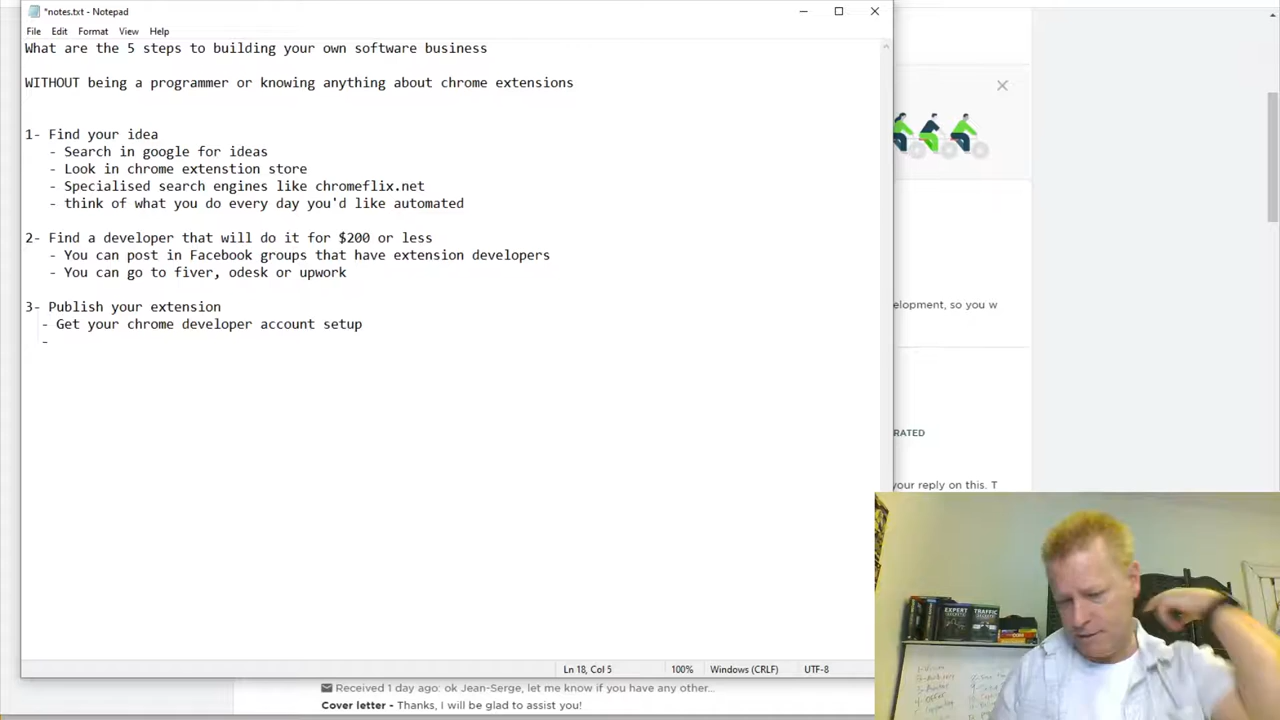 *notes.txt - Notepad
File Edit Format View Help
What are the 5 steps to building your own software business
WITHOUT being a programmer or knowing anything about chrome extensions
1- Find your idea
- Search in google for ideas
- Look in chrome extenstion store
- Specialised search engines like chromeflix.net
- think of what you do every day you'd like automated
2- Find a developer that will do it for $200 or less
- You can post in Facebook groups that have extension developers
- You can go to fiver, odesk or upwork
3- Publish your extension
- Get your chrome developer account setup
-
elopment, so you w
RATED
your reply on this. T
EXPERT SECRETS
TRAFFIC SECRETS
Ln 18, Col 5 100% Windows (CRLF) UTF-8
Received 1 day ago: ok Jean-Serge, let me know if you have any other...
Cover letter - Thanks, I will be glad to assist you!